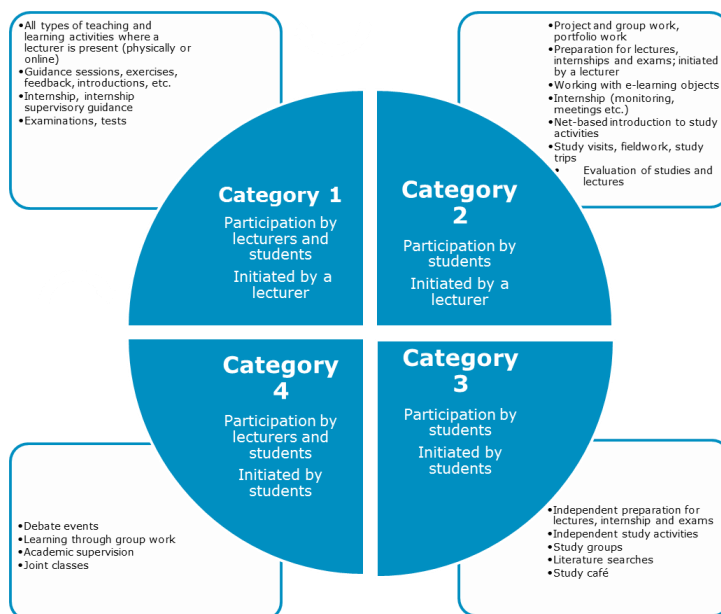 •All types of teaching and
learning activities where a
lecturer is present (physically or
online)
•Guidance sessions, exercises,
feedback, introductions, etc.
•Internship, internship
supervisory guidance
•Examinations, tests
•Project and group work,
portfolio work
•Preparation for lectures,
internships and exams; initiated
by a lecturer
•Working with e-learning objects
•Internship (monitoring,
meetings etc.)
•Net-based introduction to study
activities
•Study visits, fieldwork, study
trips
• Evaluation of studies and
lectures
Category 1
Participation by
lecturers and
students
Initiated by a
lecturer
Category
2
Participation by
students
Initiated by a
lecturer
Category
4
Participation by
lecturers and
students
Initiated by
students
Category
3
Participation by
students
Initiated by
students
•Debate events
•Learning through group work
•Academic supervision
•Joint classes
•Independent preparation for
lectures, internship and exams
•Independent study activities
•Study groups
•Literature searches
•Study café